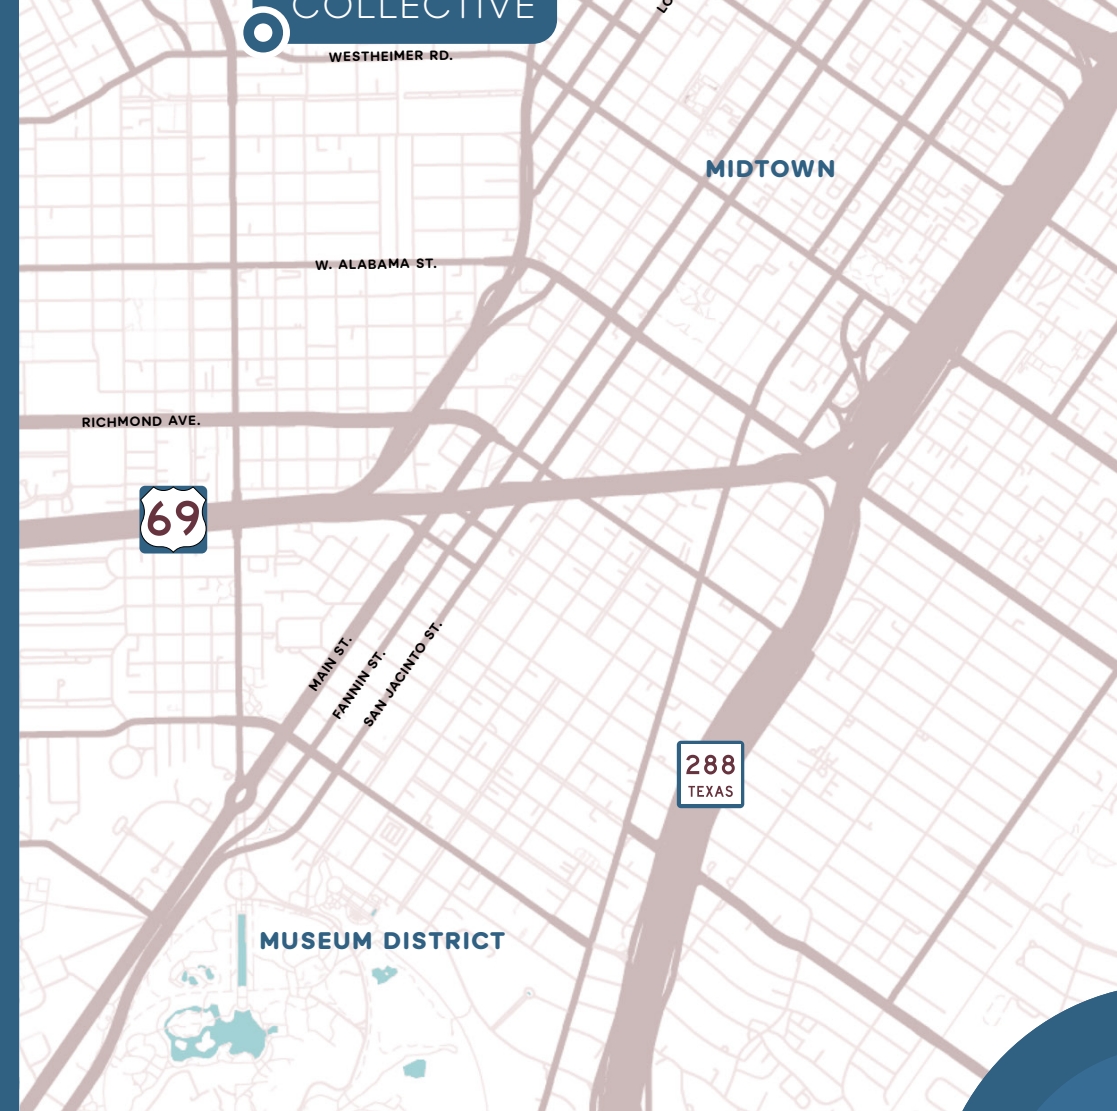 COLLECTIVE
WESTHEIMER RD.
MIDTOWN
W. ALABAMA ST.
RICHMOND AVE.
69
MAIN ST.
FANNIN ST.
SAN JACINTO ST.
288
TEXAS
MUSEUM DISTRICT